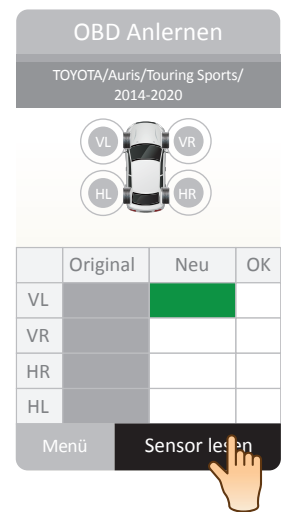 OBD Anlernen
TOYOTA/Auris/Touring Sports/
2014-2020
VL VR
HL HR
Original Neu OK
VL
VR
HR
HL
Menü Sensor lesen